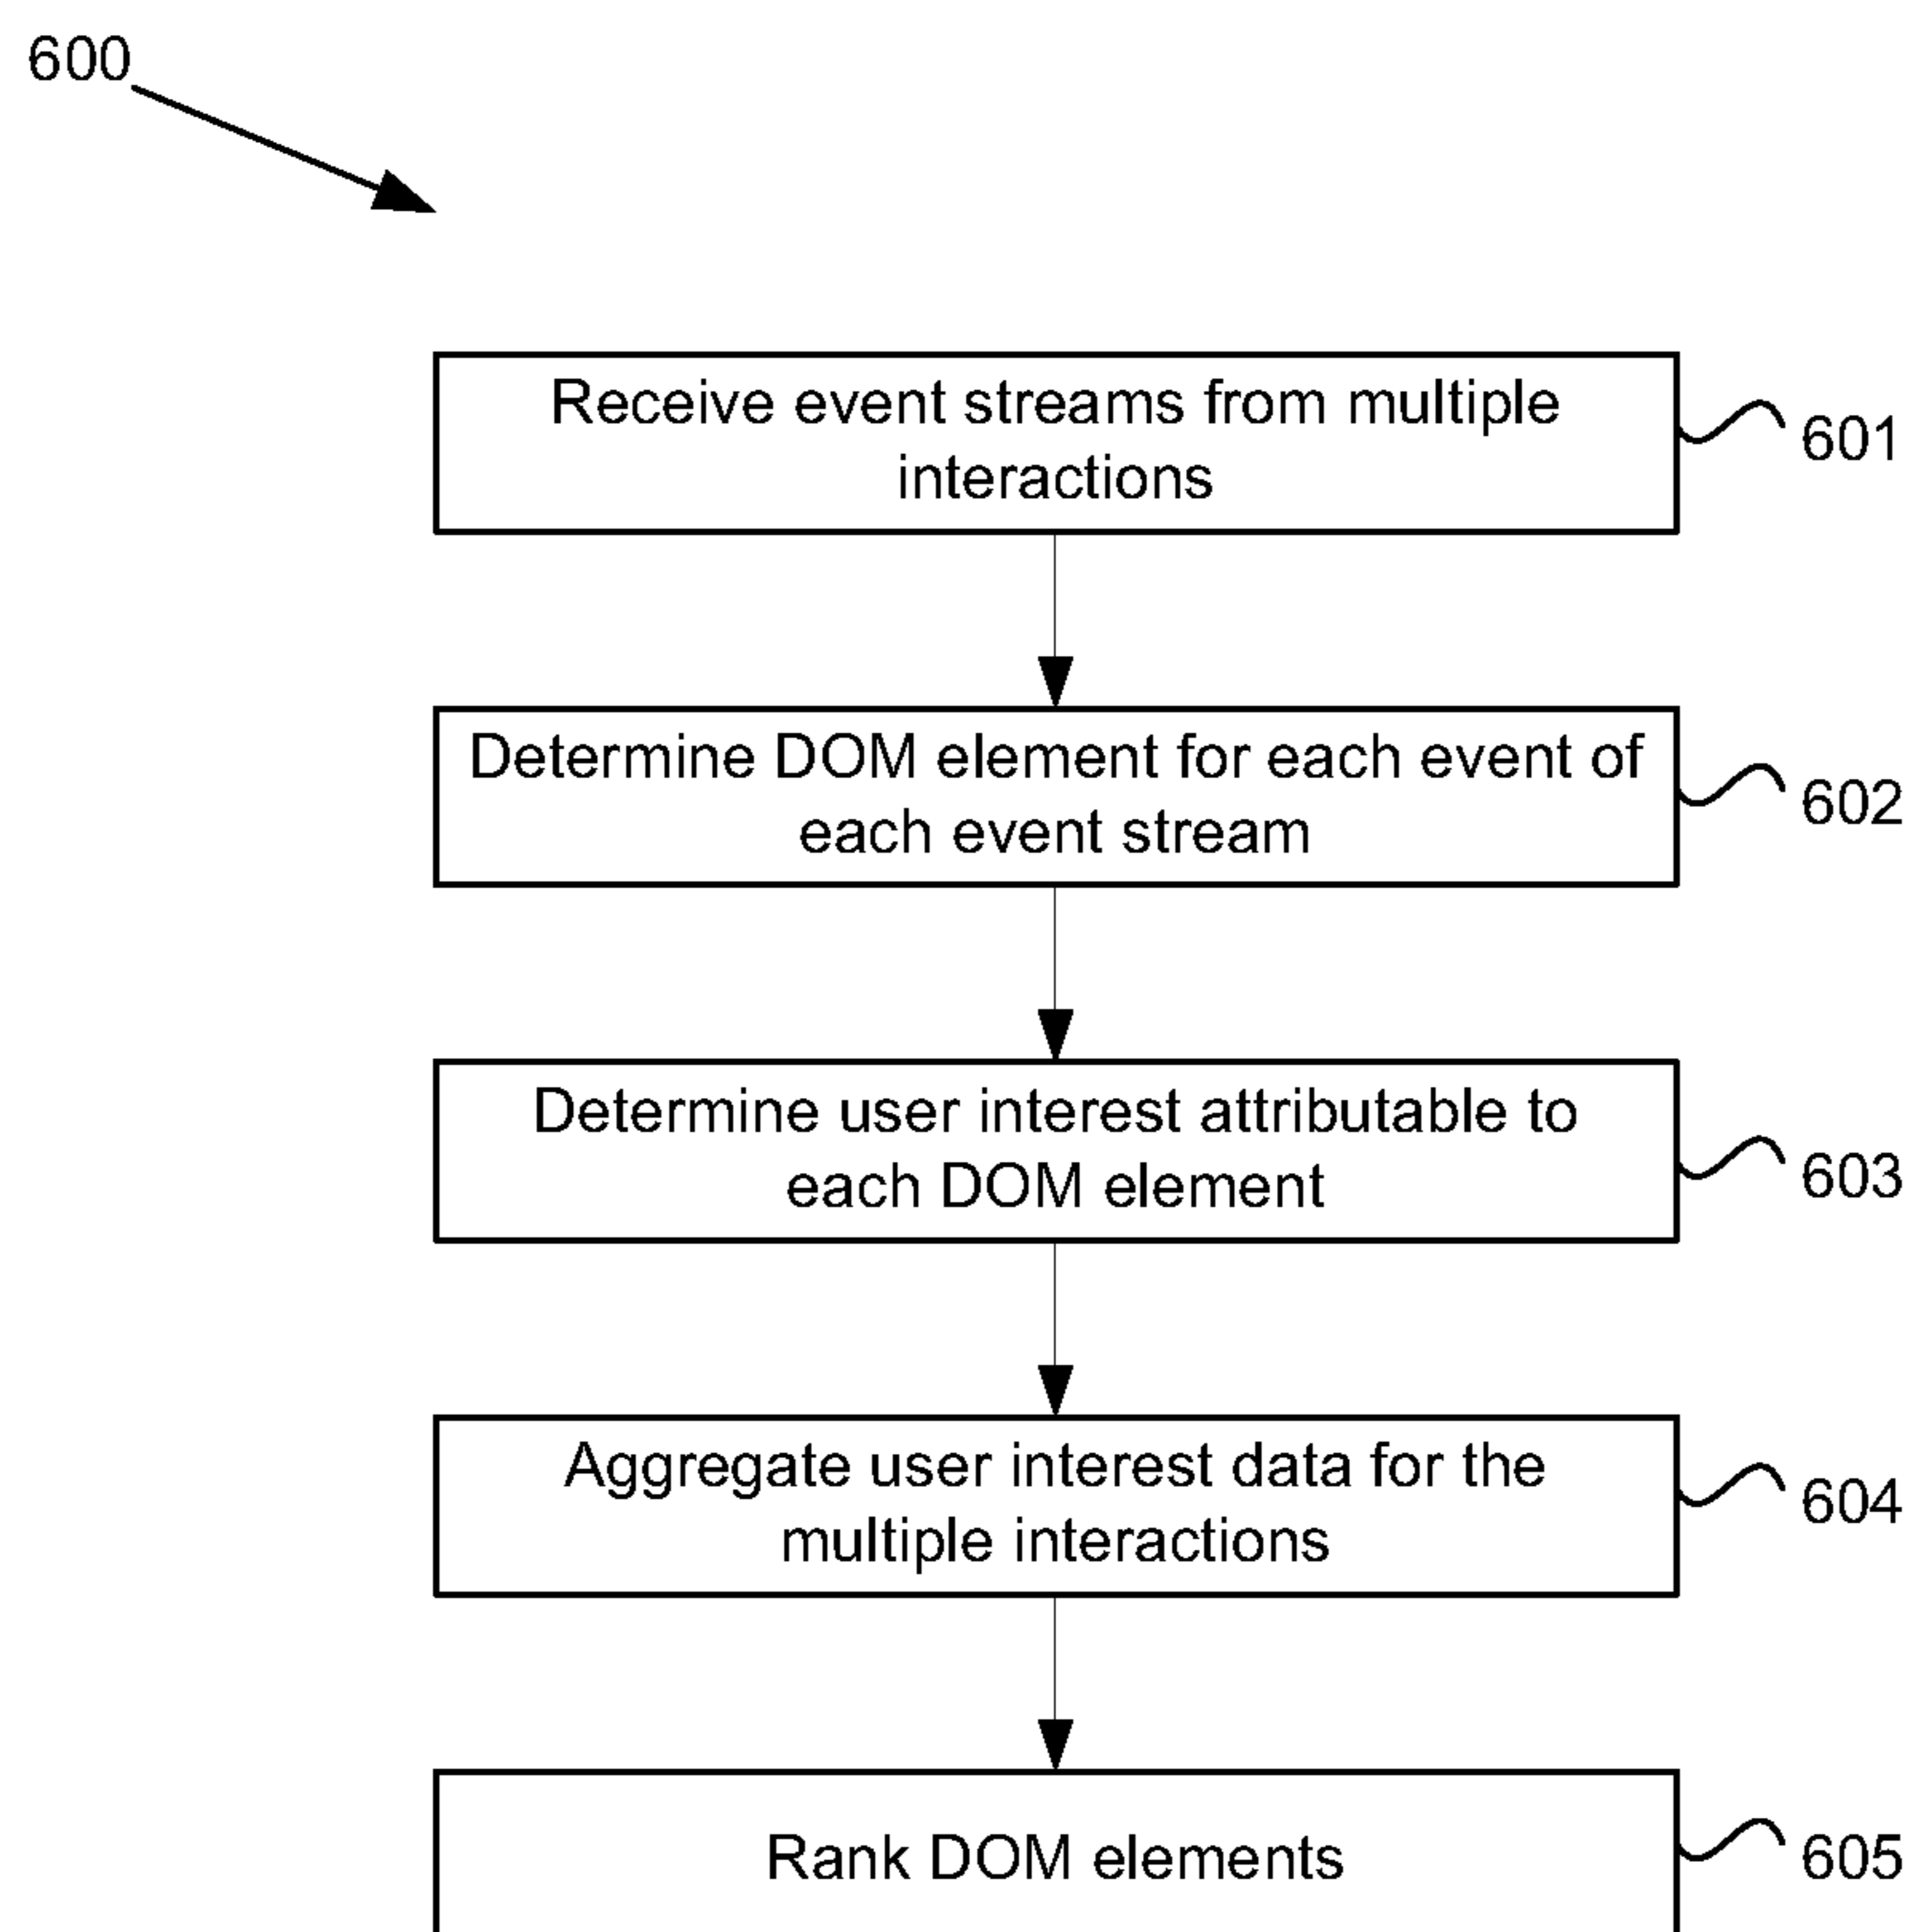 600
Receive event streams from multiple
interactions
601
Determine DOM element for each event of
each event stream
602
Determine user interest attributable to
each DOM element
603
Aggregate user interest data for the
multiple interactions
604
Rank DOM elements
605